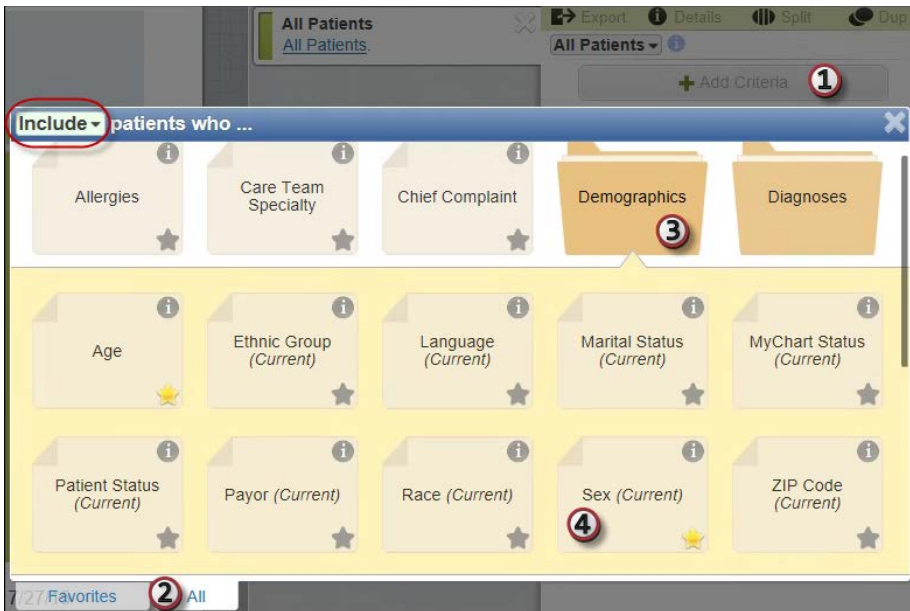 All Patients
All Patients.
Export Details Split Dup
All Patients
Add Criteria 1
Include patients who ...
Allergies
Care Team
Specialty
Chief Complaint
Demographics
3
Diagnoses
Age
Ethnic Group
(Current)
Language
(Current)
Marital Status
(Current)
MyChart Status
(Current)
Patient Status
(Current)
Payor (Current)
Race (Current)
Sex (Current)
4
ZIP Code
(Current)
7/27/
Favorites 2 All